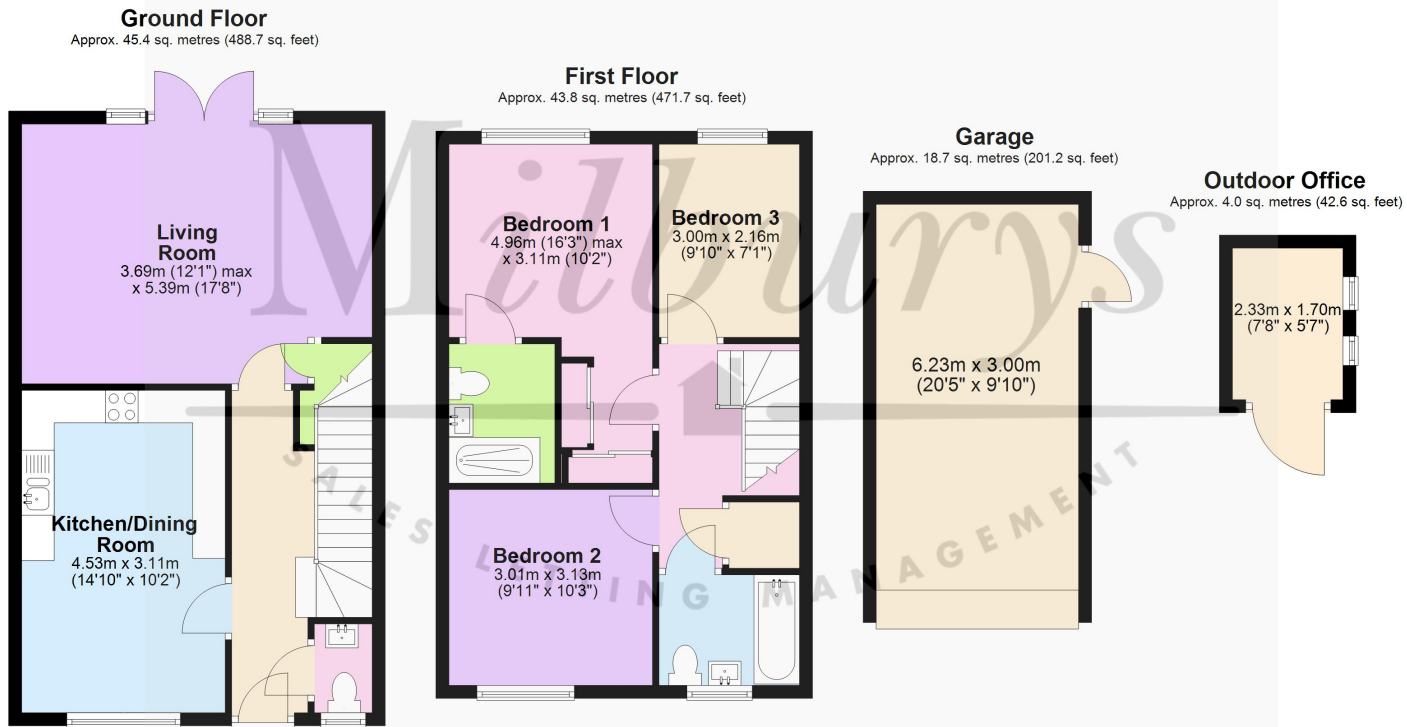 Ground Floor
Approx. 45.4 sq. metres (488.7 sq. feet)
Living
Room
3.69m (12'1") max
x 5.39m (17'8")
Kitchen/Dining
Room
4.53m x 3.11m
(14'10" x 10'2")
First Floor
Approx. 43.8 sq. metres (471.7 sq. feet)
Bedroom 1
4.96m (16'3") max
x 3.11m (10'2")
Bedroom 3
3.00m x 2.16m
(9'10" x 7'1")
Bedroom 2
3.01m x 3.13m
(9'11" x 10'3")
Garage
Approx. 18.7 sq. metres (201.2 sq. feet)
6.23m x 3.00m
(20'5" x 9'10")
Outdoor Office
Approx. 4.0 sq. metres (42.6 sq. feet)
2.33m x 1.70m
(7'8" x 5'7")
Milburys
SALES LETTING MANAGEMENT